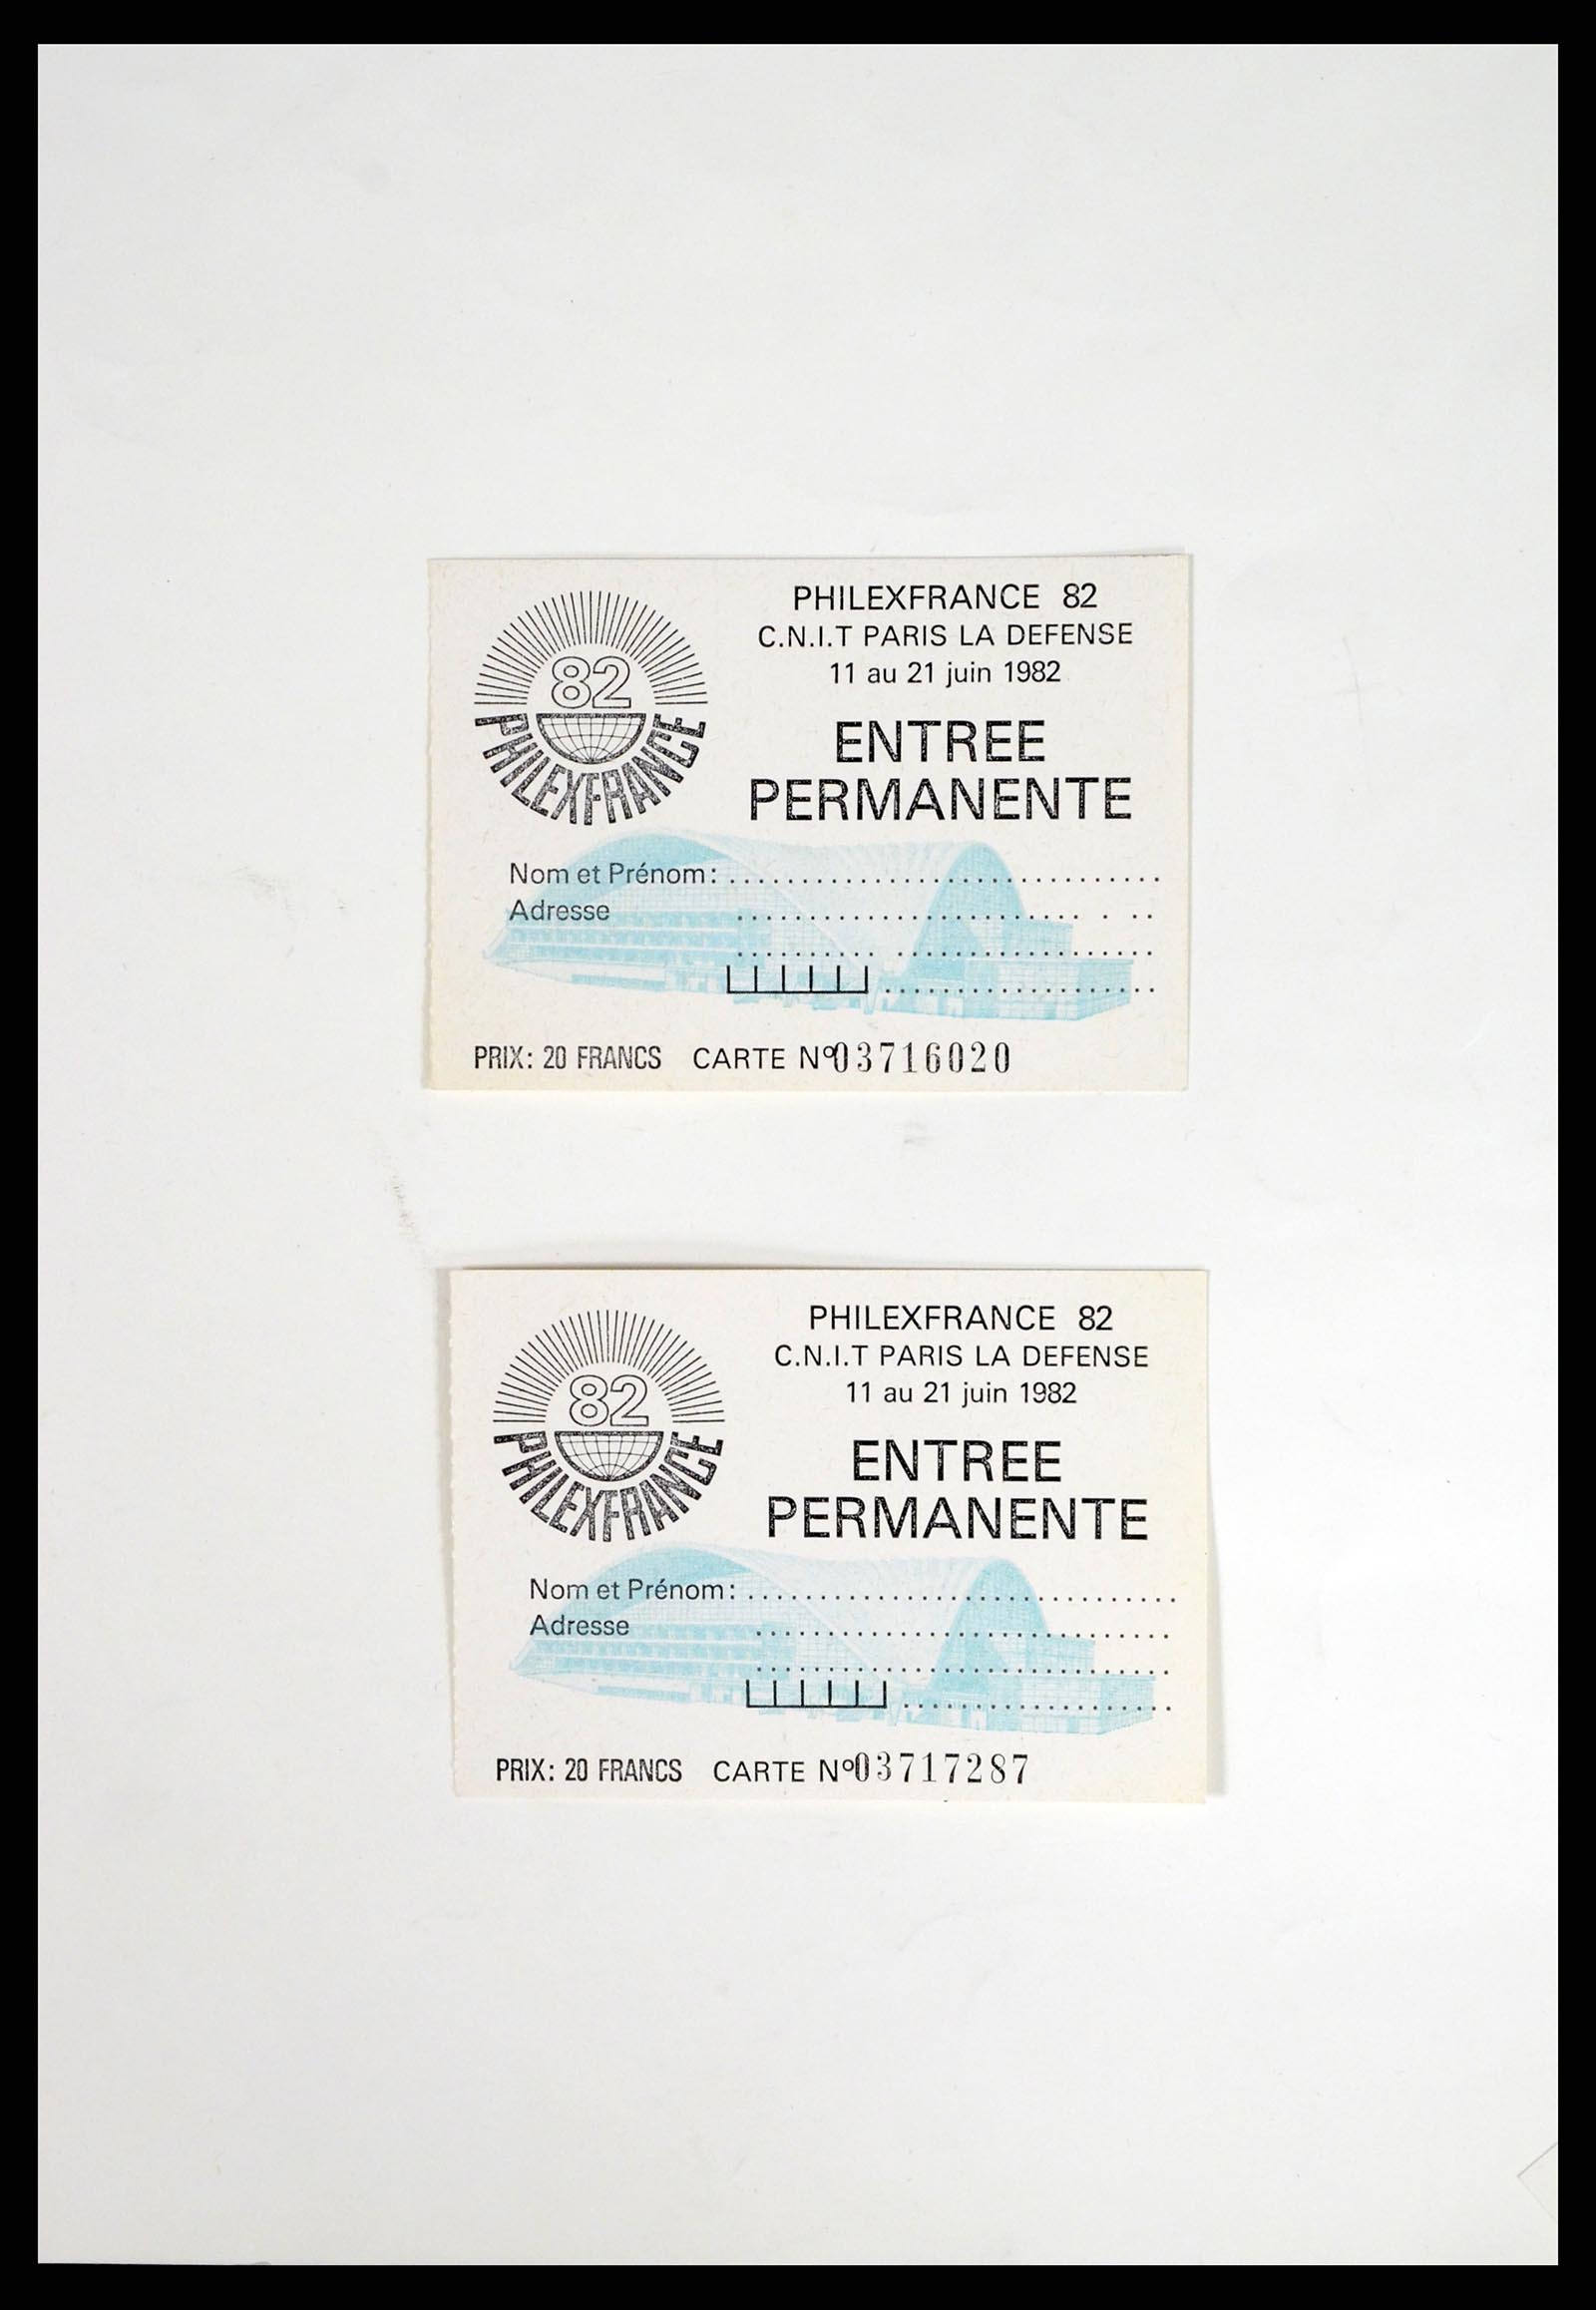 82
PHILEXFRANCE
PHILEXFRANCE 82
C.N.I.T PARIS LA DEFENSE
11 au 21 juin 1982
ENTREE
PERMANENTE
Nom et Prénom:
Adresse
PRIX: 20 FRANCS CARTE Nº03716020
82
PHILEXFRANCE
PHILEXFRANCE 82
C.N.I.T PARIS LA DEFENSE
11 au 21 juin 1982
ENTREE
PERMANENTE
Nom et Prénom:
Adresse
PRIX: 20 FRANCS CARTE Nº03717287